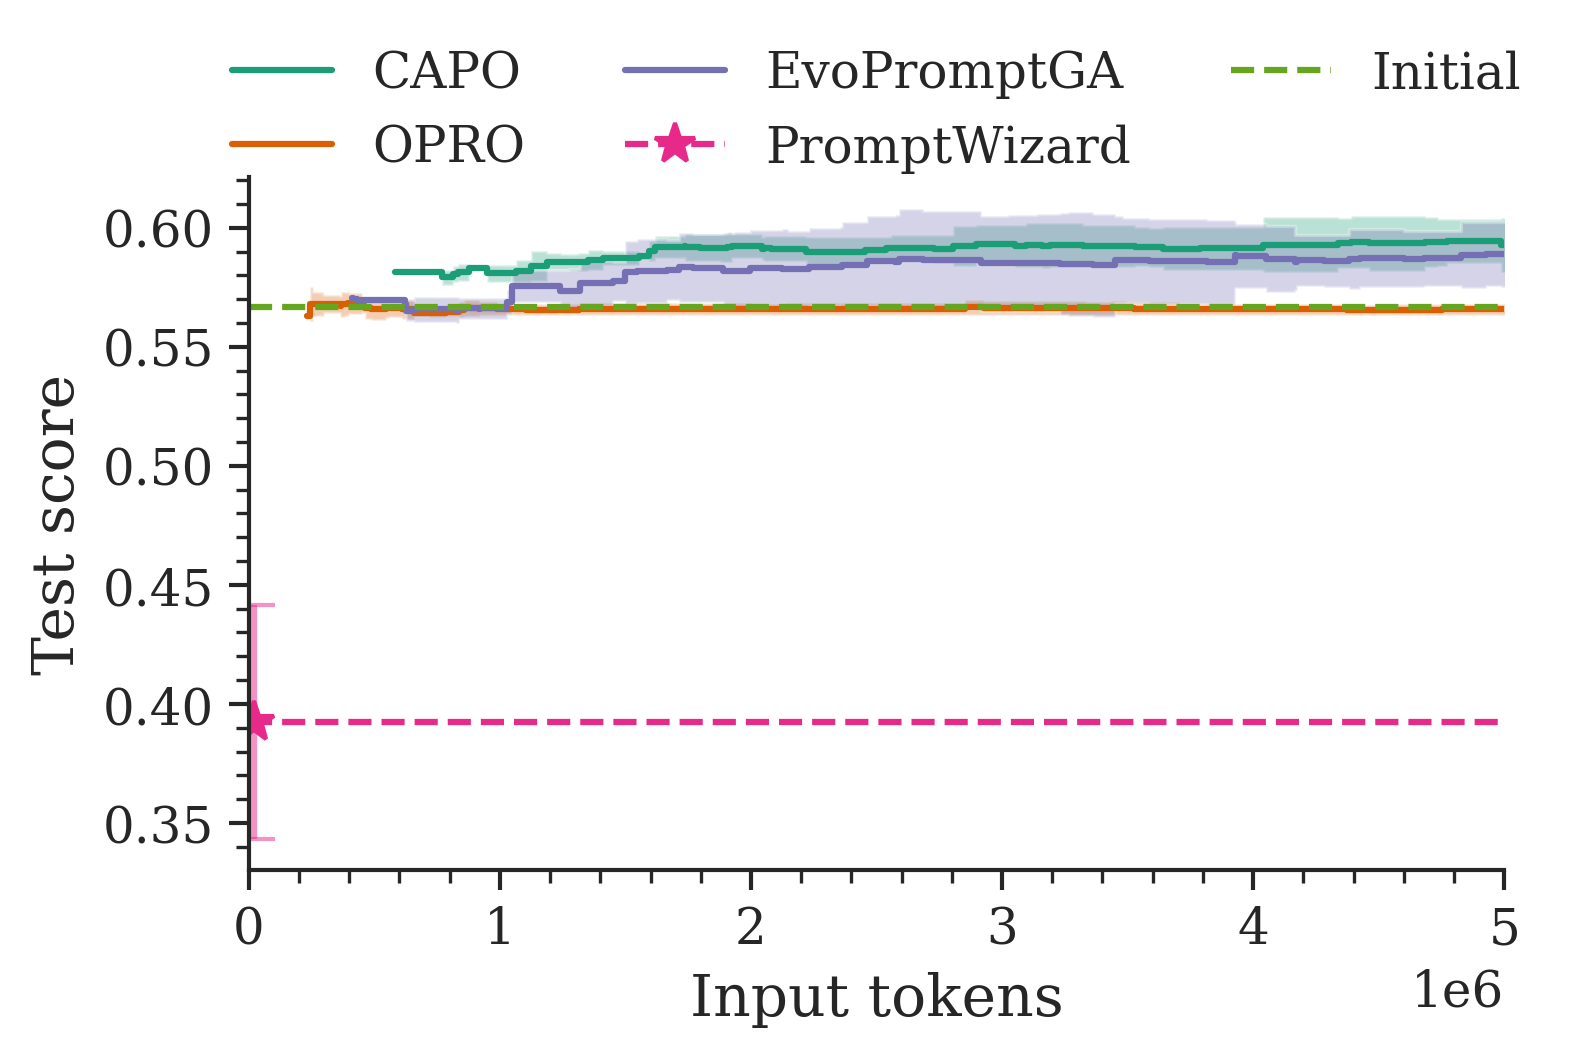 CAPO EvoPromptGA Initial
OPRO PromptWizard
0.60
0.55
0.50
0.45
0.40
0.35
Test score
0 1 2 3 4 5
Input tokens
1e6